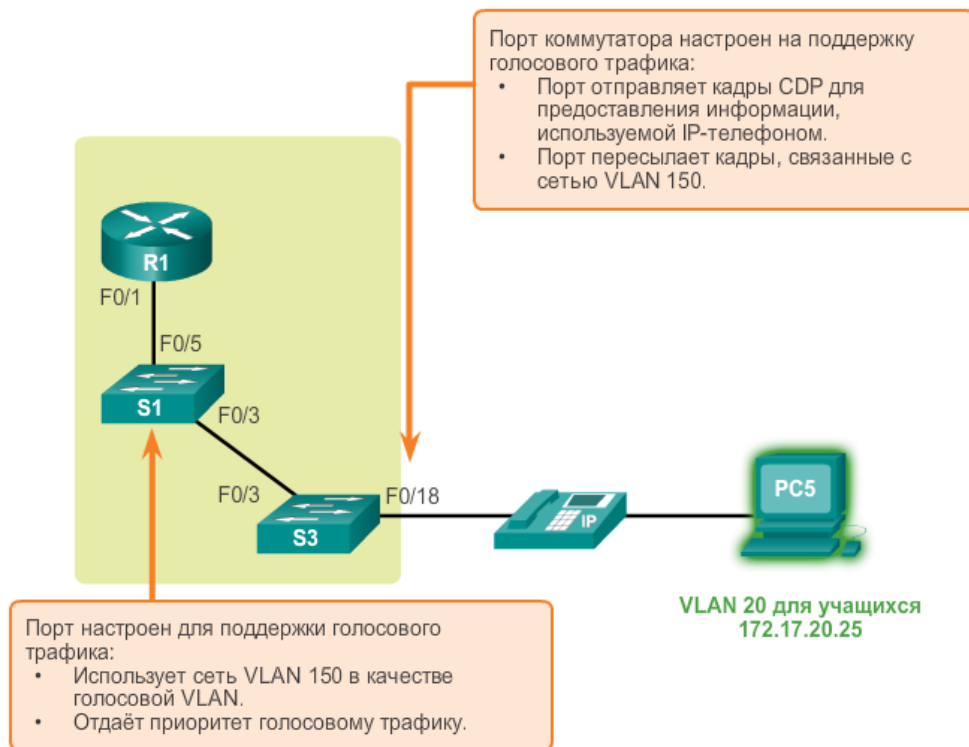 Порт коммутатора настроен на поддержку
голосового трафика:
• Порт отправляет кадры CDP для
предоставления информации,
используемой IP-телефоном.
• Порт пересылает кадры, связанные с
сетью VLAN 150.
R1
F0/1
F0/5
S1
F0/3
F0/3
F0/18
S3
IP
PC5
VLAN 20 для учащихся
172.17.20.25
Порт настроен для поддержки голосового
трафика:
• Использует сеть VLAN 150 в качестве
голосовой VLAN.
• Отдаёт приоритет голосовому трафику.